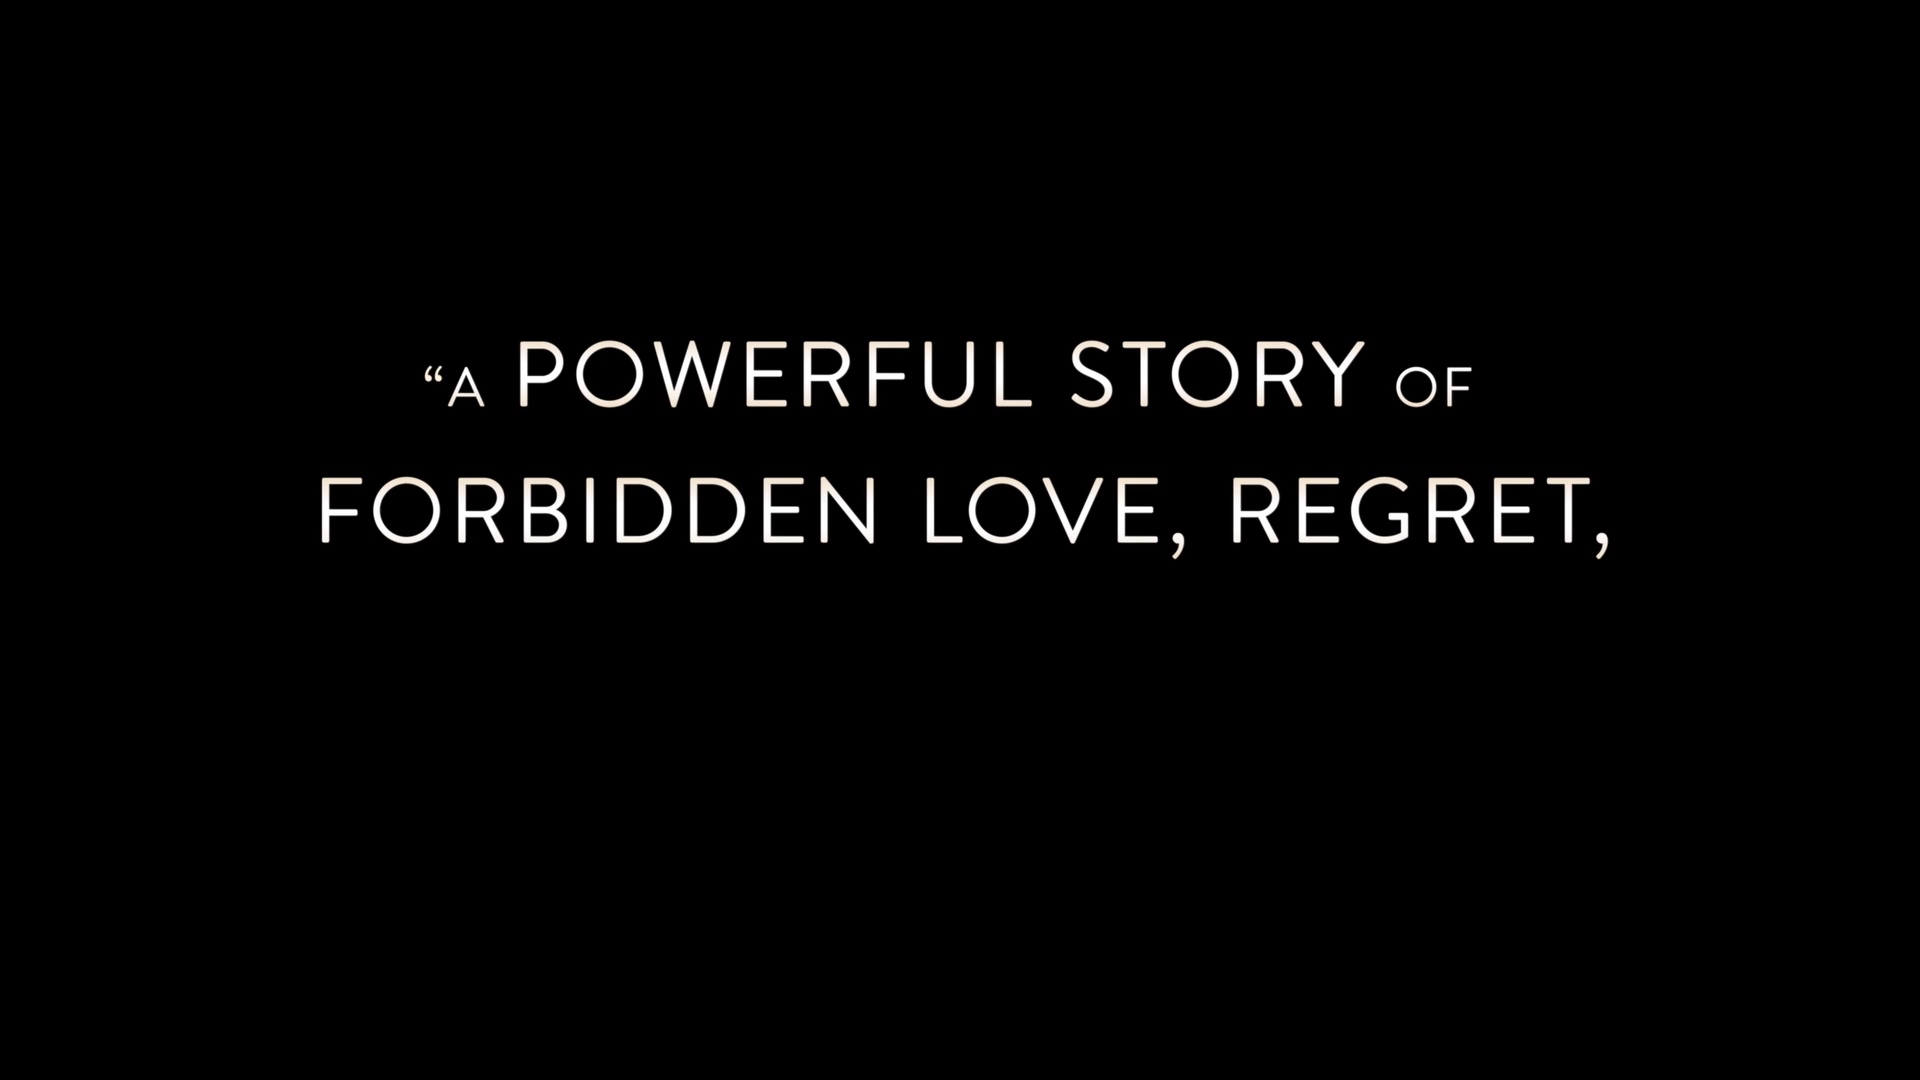 “A POWERFUL STORY OF
FORBIDDEN LOVE, REGRET,